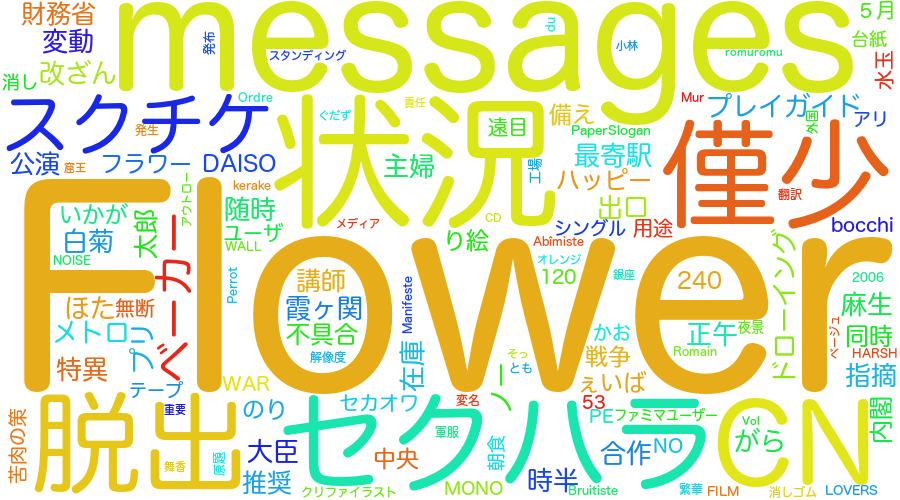 財務省
messages
５月
変動
発布
スタンディング
du
小林
romuromu
台紙
消し
改ざん
水玉
Ordre
責任
Mur
プレイガイド
スクチケ
発生
状況
ぐだず
備え
遠目
PaperSlogan
外国
アリ
僅少
公演
窟王
フラワー
DAISO
主婦
工場
最寄駅
kerake
アウトロー
ハッピー
翻訳
いかが
太郎
随時
メディア
CD
出口
bocchi
白菊
ユーザ
WALL
り絵
シングル
用途
Abîmiste
NOISE
ベーカー
Flower
Perrot
講師
Manifeste
オレンジ
120
銀座
240
ドローイング
2006
ほた
無断
霞ヶ関
麻生
メトロ
プリ
不具合
かお
正午
夜景
ベージュ
同時
解像度
在庫
そっ
とも
戦争
Romain
HARSH
特異
テープ
WAR
ノー
えいば
指摘
苦肉の策
脱出
重要
のり
セカオワ
変名
53
PE
ファミマユーザー
CN
Vol
内閣
セクハラ
軍服
がら
大臣
中央
朝食
合作
NO
舞香
原題
推奨
時半
クリファイラスト
MONO
Bruitiste
繁華
FILM
消しゴム
LOVERS